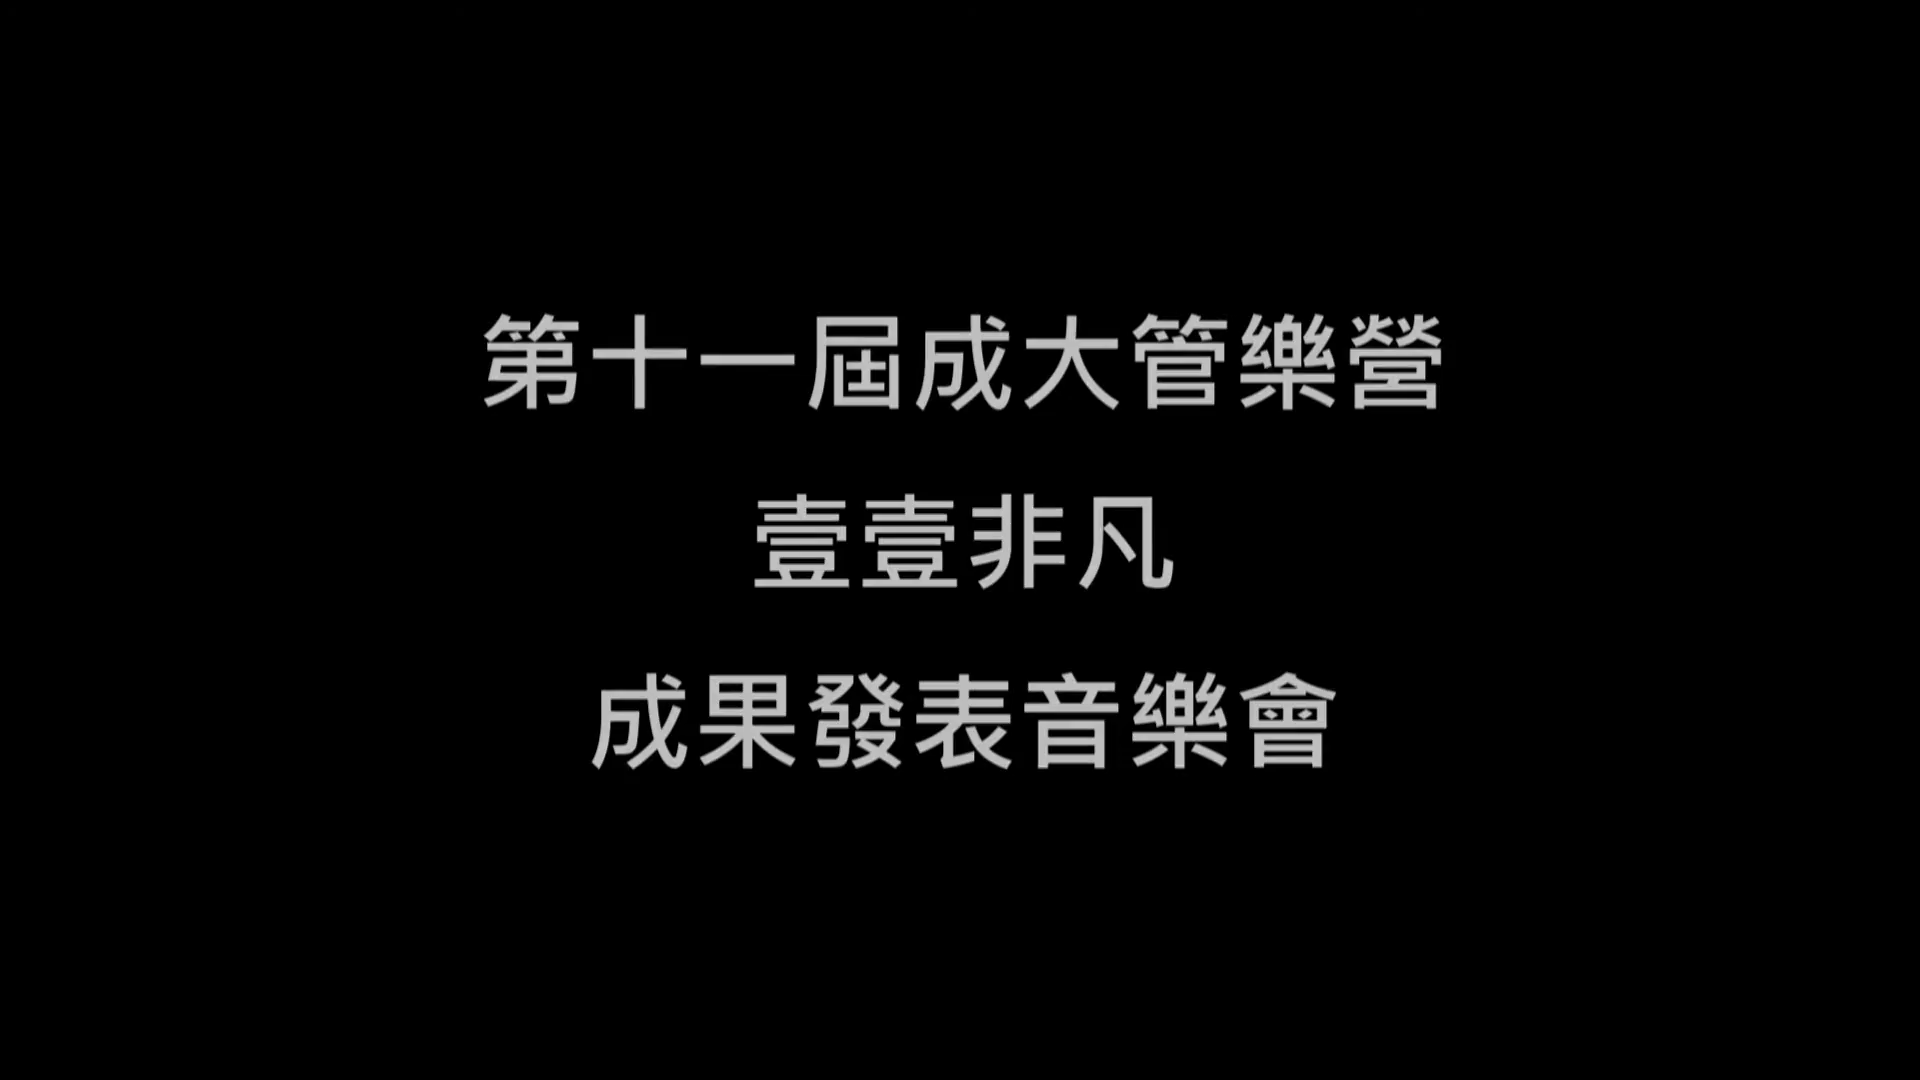 第十一屆成大管樂營
壹壹非凡
成果發表音樂會